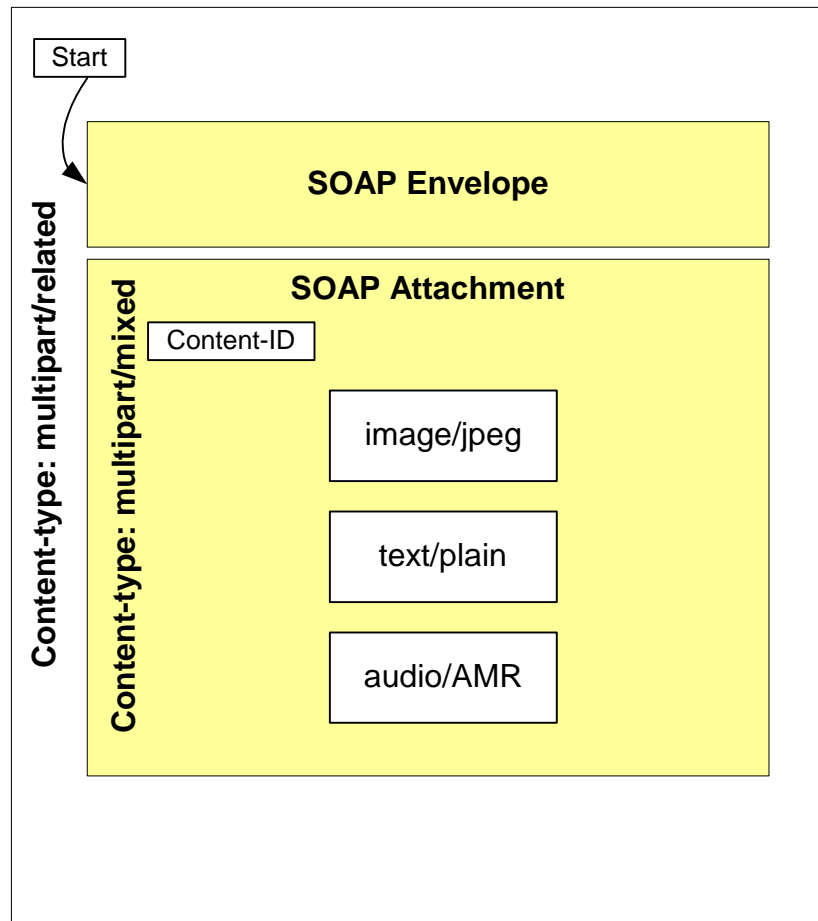 Start
SOAP Envelope
Content-type: multipart/related
SOAP Attachment
Content-type: multipart/mixed
Content-ID
image/jpeg
text/plain
audio/AMR